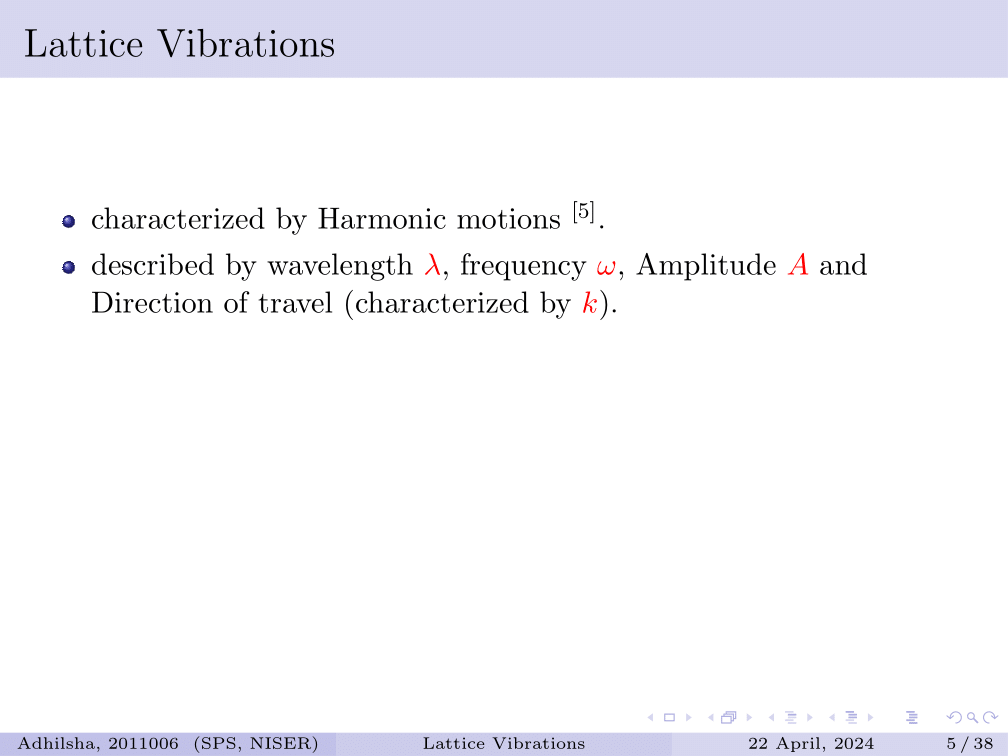 Lattice Vibrations
characterized by Harmonic motions [5].
described by wavelength λ, frequency ω, Amplitude A and
Direction of travel (characterized by k).
Adhilsha, 2011006 (SPS, NISER) Lattice Vibrations 22 April, 2024 5 / 38